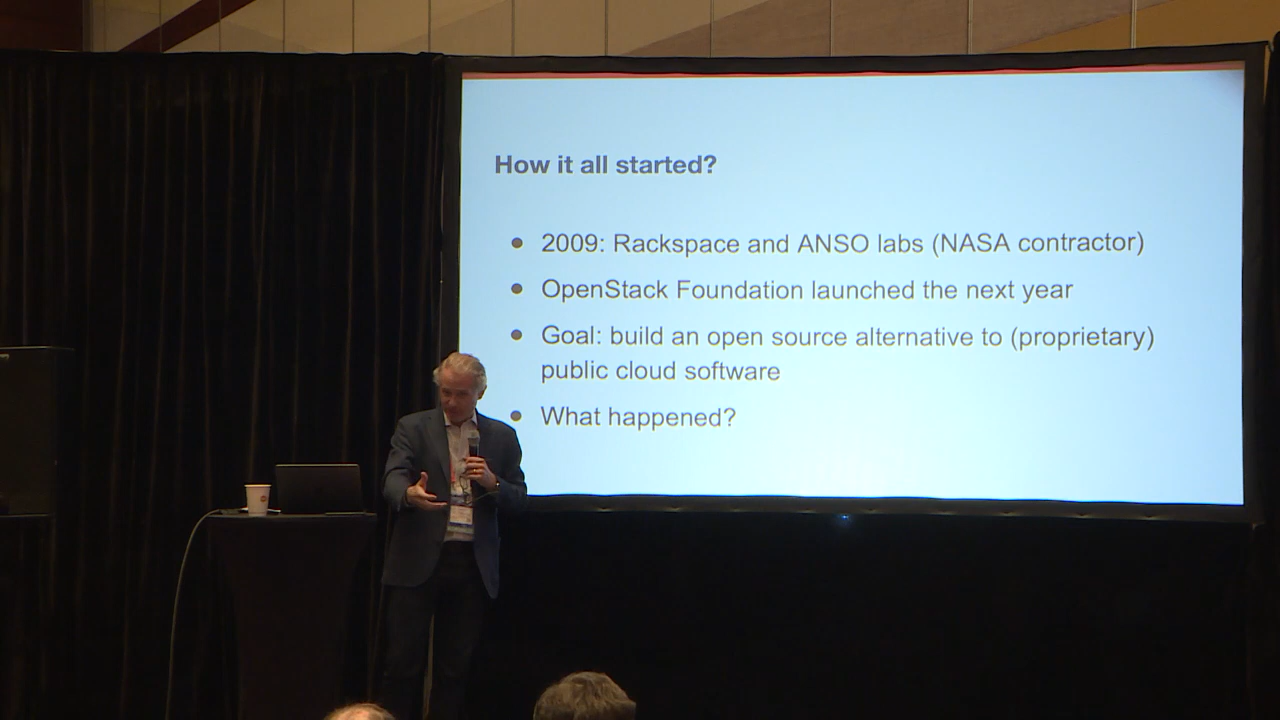 How it all started?
2009: Rackspace and ANSO labs (NASA contractor)
OpenStack Foundation launched the next year
Goal: build an open source alternative to (proprietary)
public cloud software
What happened?